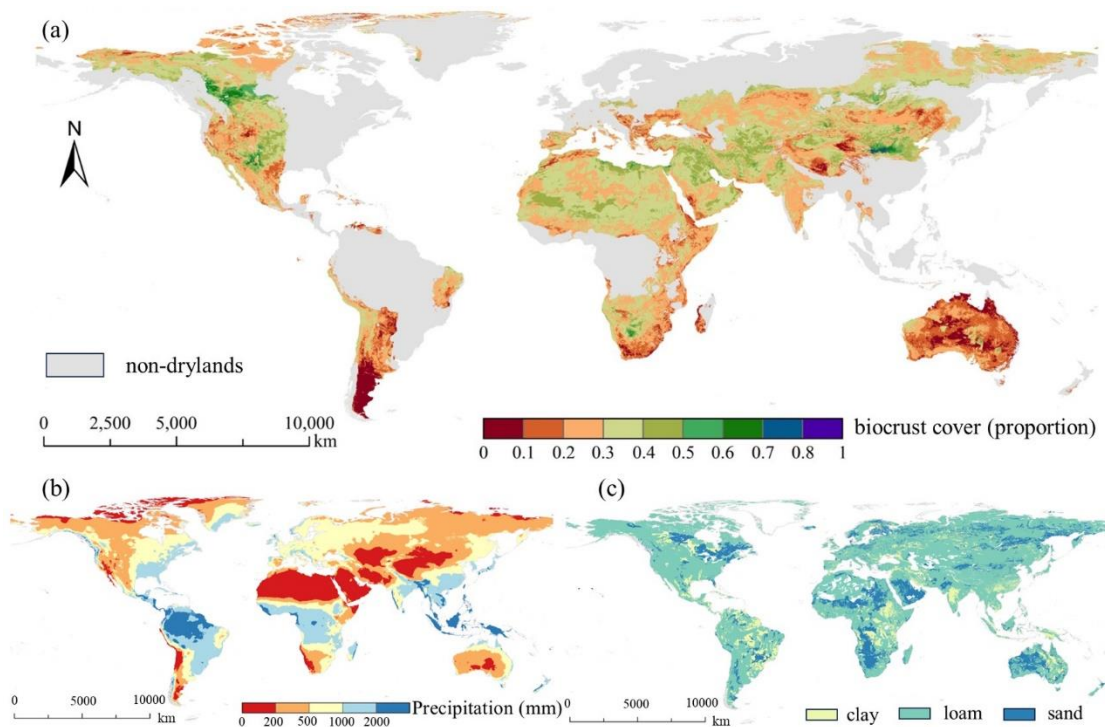 (a)
N
non-drylands
0 2,500 5,000 10,000
km
biocrust cover (proportion)
0 0.1 0.2 0.3 0.4 0.5 0.6 0.7 0.8 1
(b)
(c)
0 5000 10000
km
Precipitation (mm)
0 200 500 1000 2000
0 5000 10000
km
clay loam sand